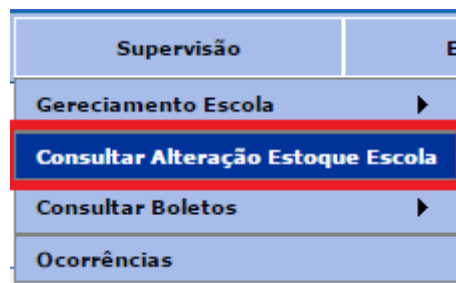 Supervisão E
Gereciamento Escola
Consultar Alteração Estoque Escola
Consultar Boletos
Ocorrências